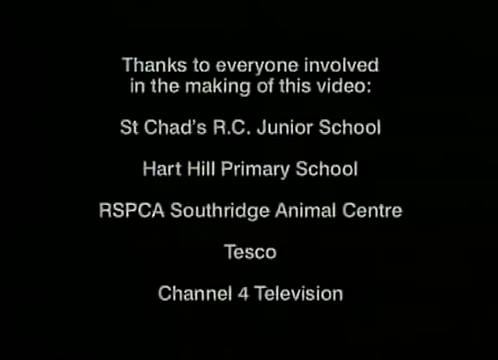 Thanks to everyone involved
in the making of this video:
St Chad's R.C. Junior School
Hart Hill Primary School
RSPCA Southridge Animal Centre
Tesco
Channel 4 Television